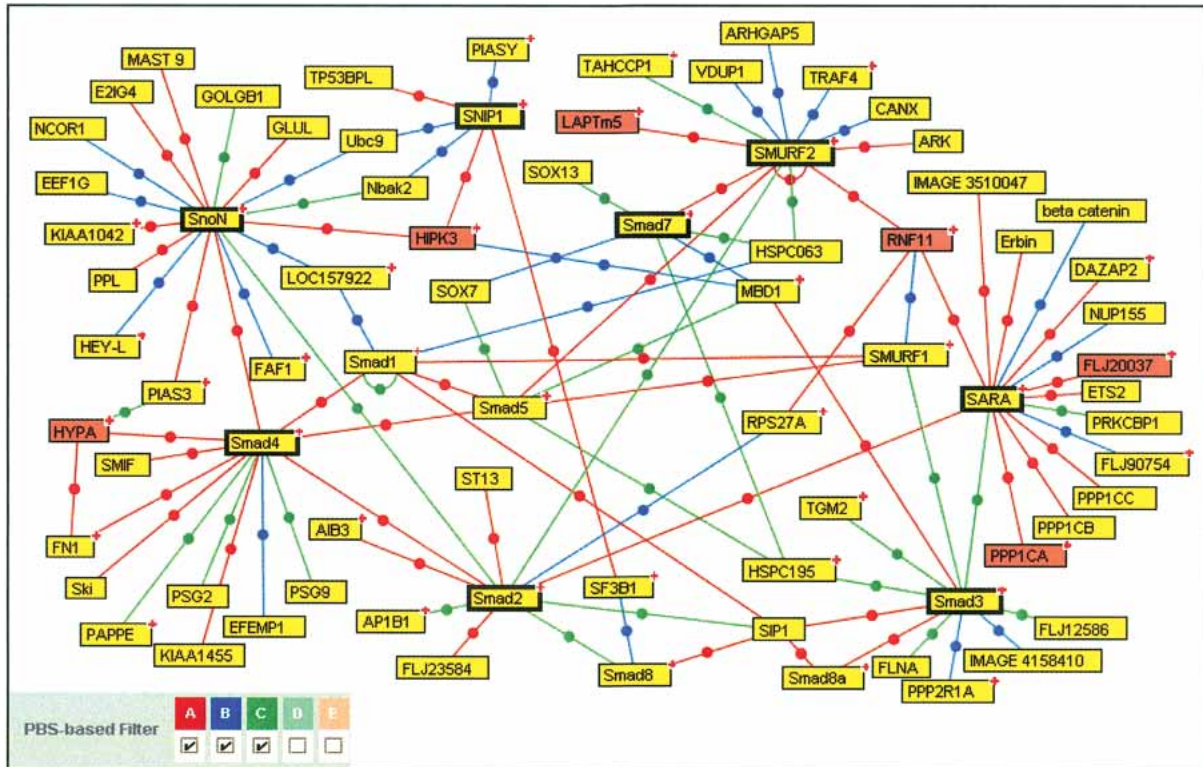 ARHGAP5
MAST 9
PIASY
TAHCCP1
VDUP1
TRAF4
TP53BPL
E2IG4
GOLGB1
CANX
SNIP1
LAPTm5
NCOR1
GLUL
Ubc9
SMURF2
ARK
SOX13
IMAGE 3510047
EEF1G
Nbak2
beta catenin
SnoN
Smad7
KIAA1042
HIPK3
RNF11
Erbin
HSPC063
PPL
LOC157922
DAZAP2
SOX7
MBD1
NUP155
HEY-L
Smad1
SMURF1
FAF1
FLJ20037
PIAS3
Smad5
SARA
ETS2
RPS27A
PRKCBP1
HYPA
Smad4
SMIF
FLJ90754
ST13
PPP1CC
TGM2
FN1
AIB3
PPP1CB
PPP1CA
HSPC195
Ski
SF3B1
PSG2
PSG9
Smad2
Smad3
AP1B1
PAPPE
EFEMP1
SIP1
FLJ12586
KIAA1455
IMAGE 4158410
FLJ23584
Smad8
Smad8a
FLNA
PPP2R1A
A B C D E
PBS-based Filter